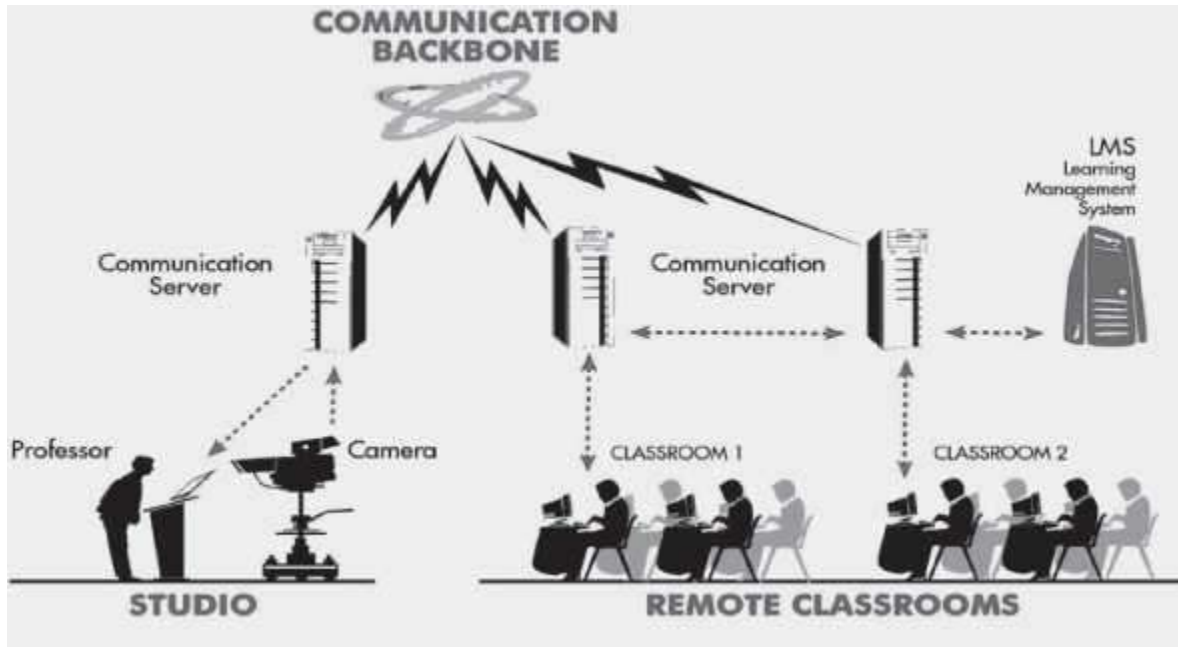 COMMUNICATION
BACKBONE
LMS
Learning
Management
System
Communication
Server
Communication
Server
Professor
Camera
CLASSROOM 1
CLASSROOM 2
STUDIO
REMOTE CLASSROOMS